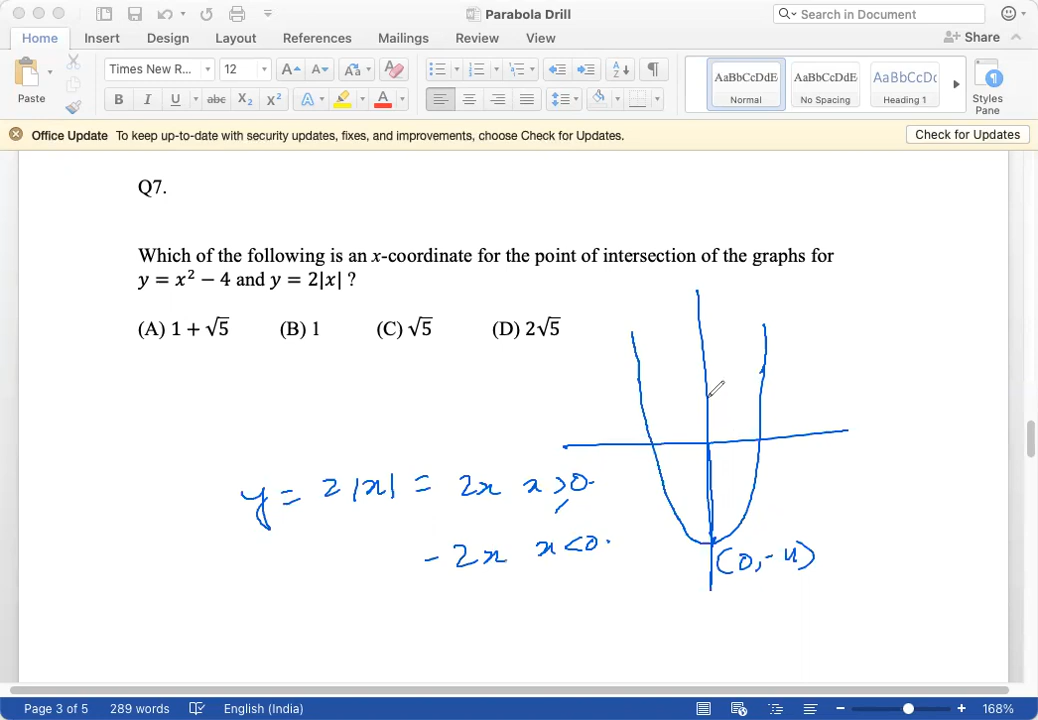 Parabola Drill
Search in Document
Home Insert Design Layout References Mailings Review View Share
Paste
Times New R... 12
AaBbCcDdE AaBbCcDdE AaBbCcDc
Normal No Spacing Heading 1
Styles Pane
B I U abc X₂ X² A A
Office Update To keep up-to-date with security updates, fixes, and improvements, choose Check for Updates. Check for Updates
Q7.
Which of the following is an x-coordinate for the point of intersection of the graphs for
y = x² − 4 and y = 2|x| ?
(A) 1 + √5 (B) 1 (C) √5 (D) 2√5
y = 2|x| = 2x x ≥ 0.
-2x x < 0.
(0, -4)
Page 3 of 5 289 words English (India) 168%